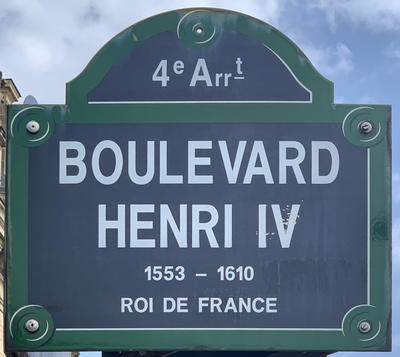 4e Arrt
BOULEVARD
HENRI IV
1553 – 1610
ROI DE FRANCE